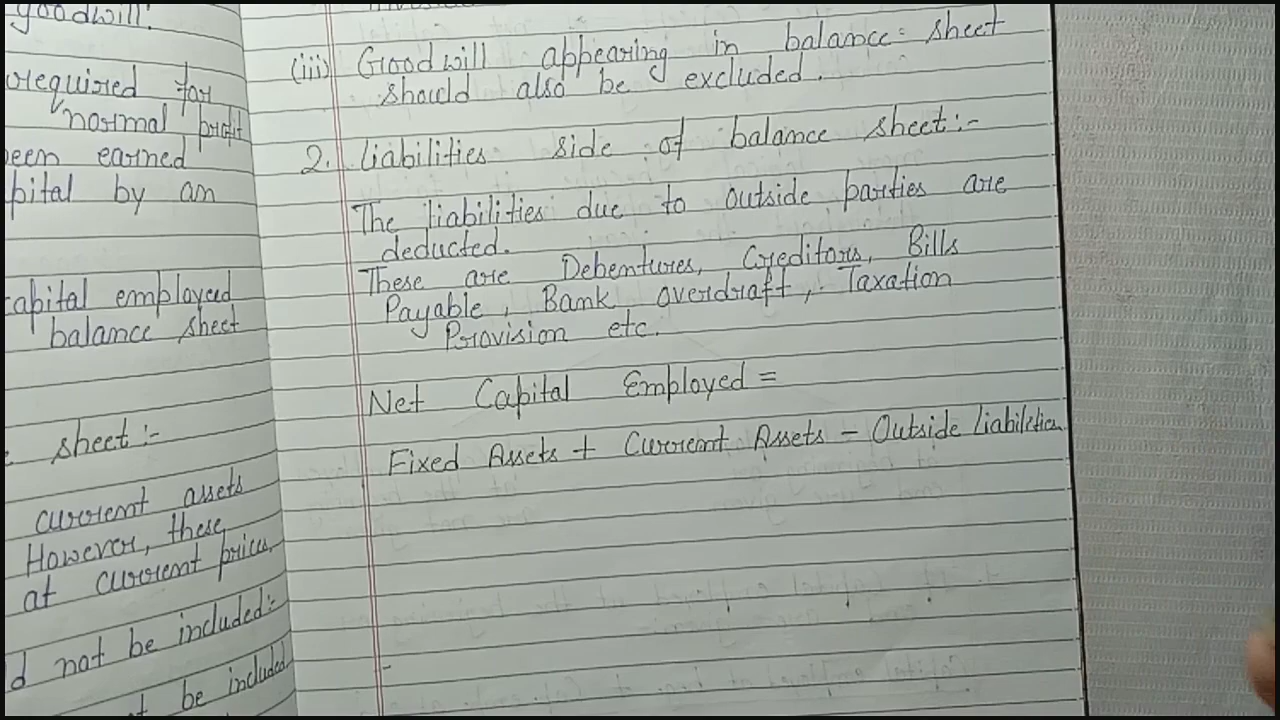 goodwill.
required for
normal profit
been earned
pital by an
capital employed
balance sheet
sheet :-
current assets
However, these
at current prices.
d not be included :-
t be included
(iii) Goodwill appearing in balance sheet
should also be excluded.
2. Liabilities side of balance sheet :-
The liabilities due to outside parties are
deducted.
These are Debentures, Creditors, Bills
Payable, Bank overdraft, Taxation
Provision etc.
Net Capital Employed =
Fixed Assets + Current Assets - Outside Liabilities